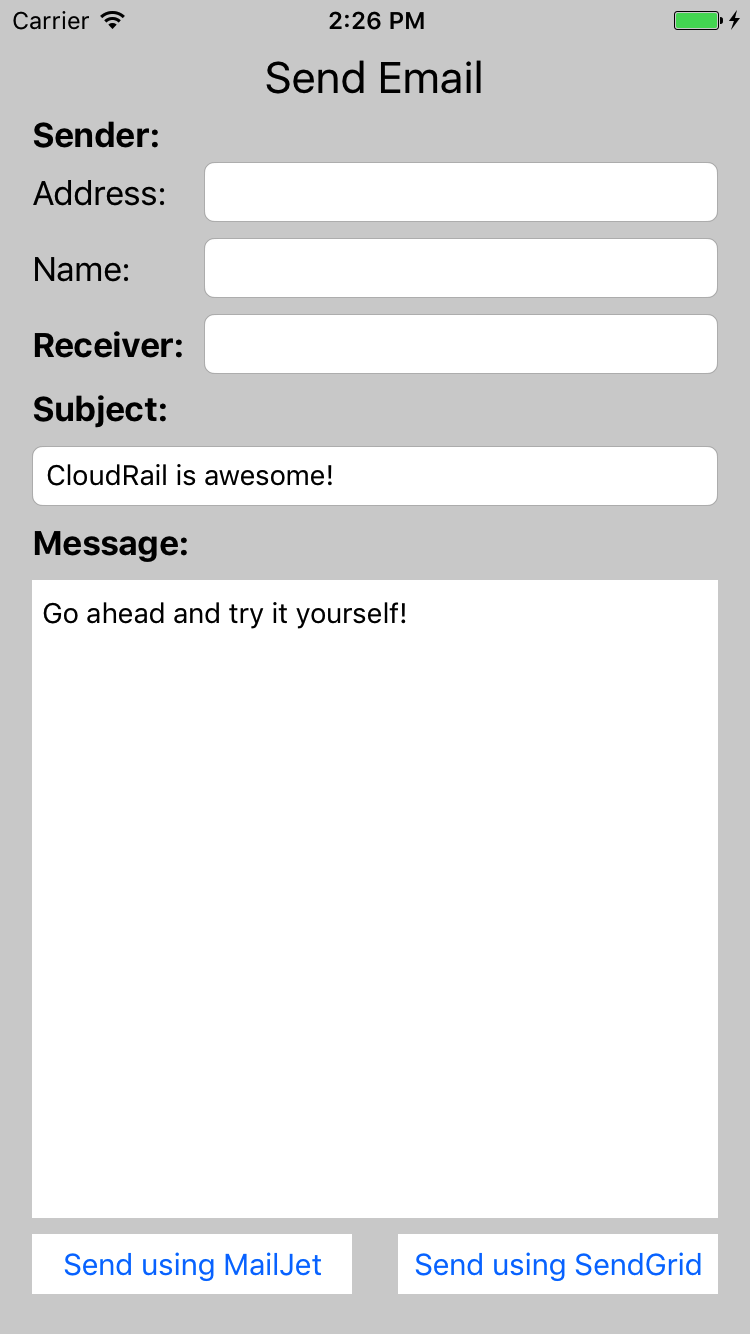 Carrier 2:26 PM
Send Email
Sender:
Address:
Name:
Receiver:
Subject:
CloudRail is awesome!
Message:
Go ahead and try it yourself!
Send using MailJet Send using SendGrid